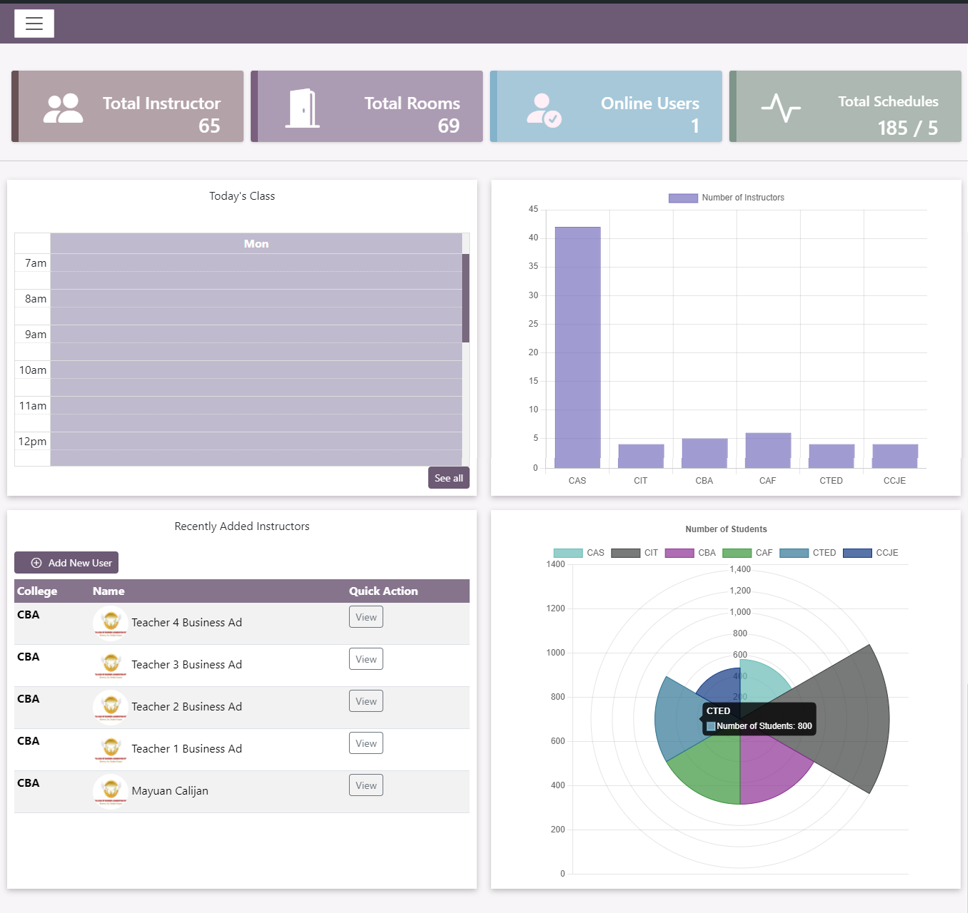 Total Instructor
65
Total Rooms
69
Online Users
1
Total Schedules
185 / 5
Today's Class
Mon
7am
8am
9am
10am
11am
12pm
See all
Number of Instructors
45
40
35
30
25
20
15
10
5
0
CAS CIT CBA CAF CTED CCJE
Recently Added Instructors
Add New User
College Name Quick Action
CBA Teacher 4 Business Ad View
CBA Teacher 3 Business Ad View
CBA Teacher 2 Business Ad View
CBA Teacher 1 Business Ad View
CBA Mayuan Calijan View
Number of Students
CAS CIT CBA CAF CTED CCJE
1400
1200
1000
800
600
400
200
0
1,400
1,200
1,000
800
600
400
200
CTED
Number of Students: 800